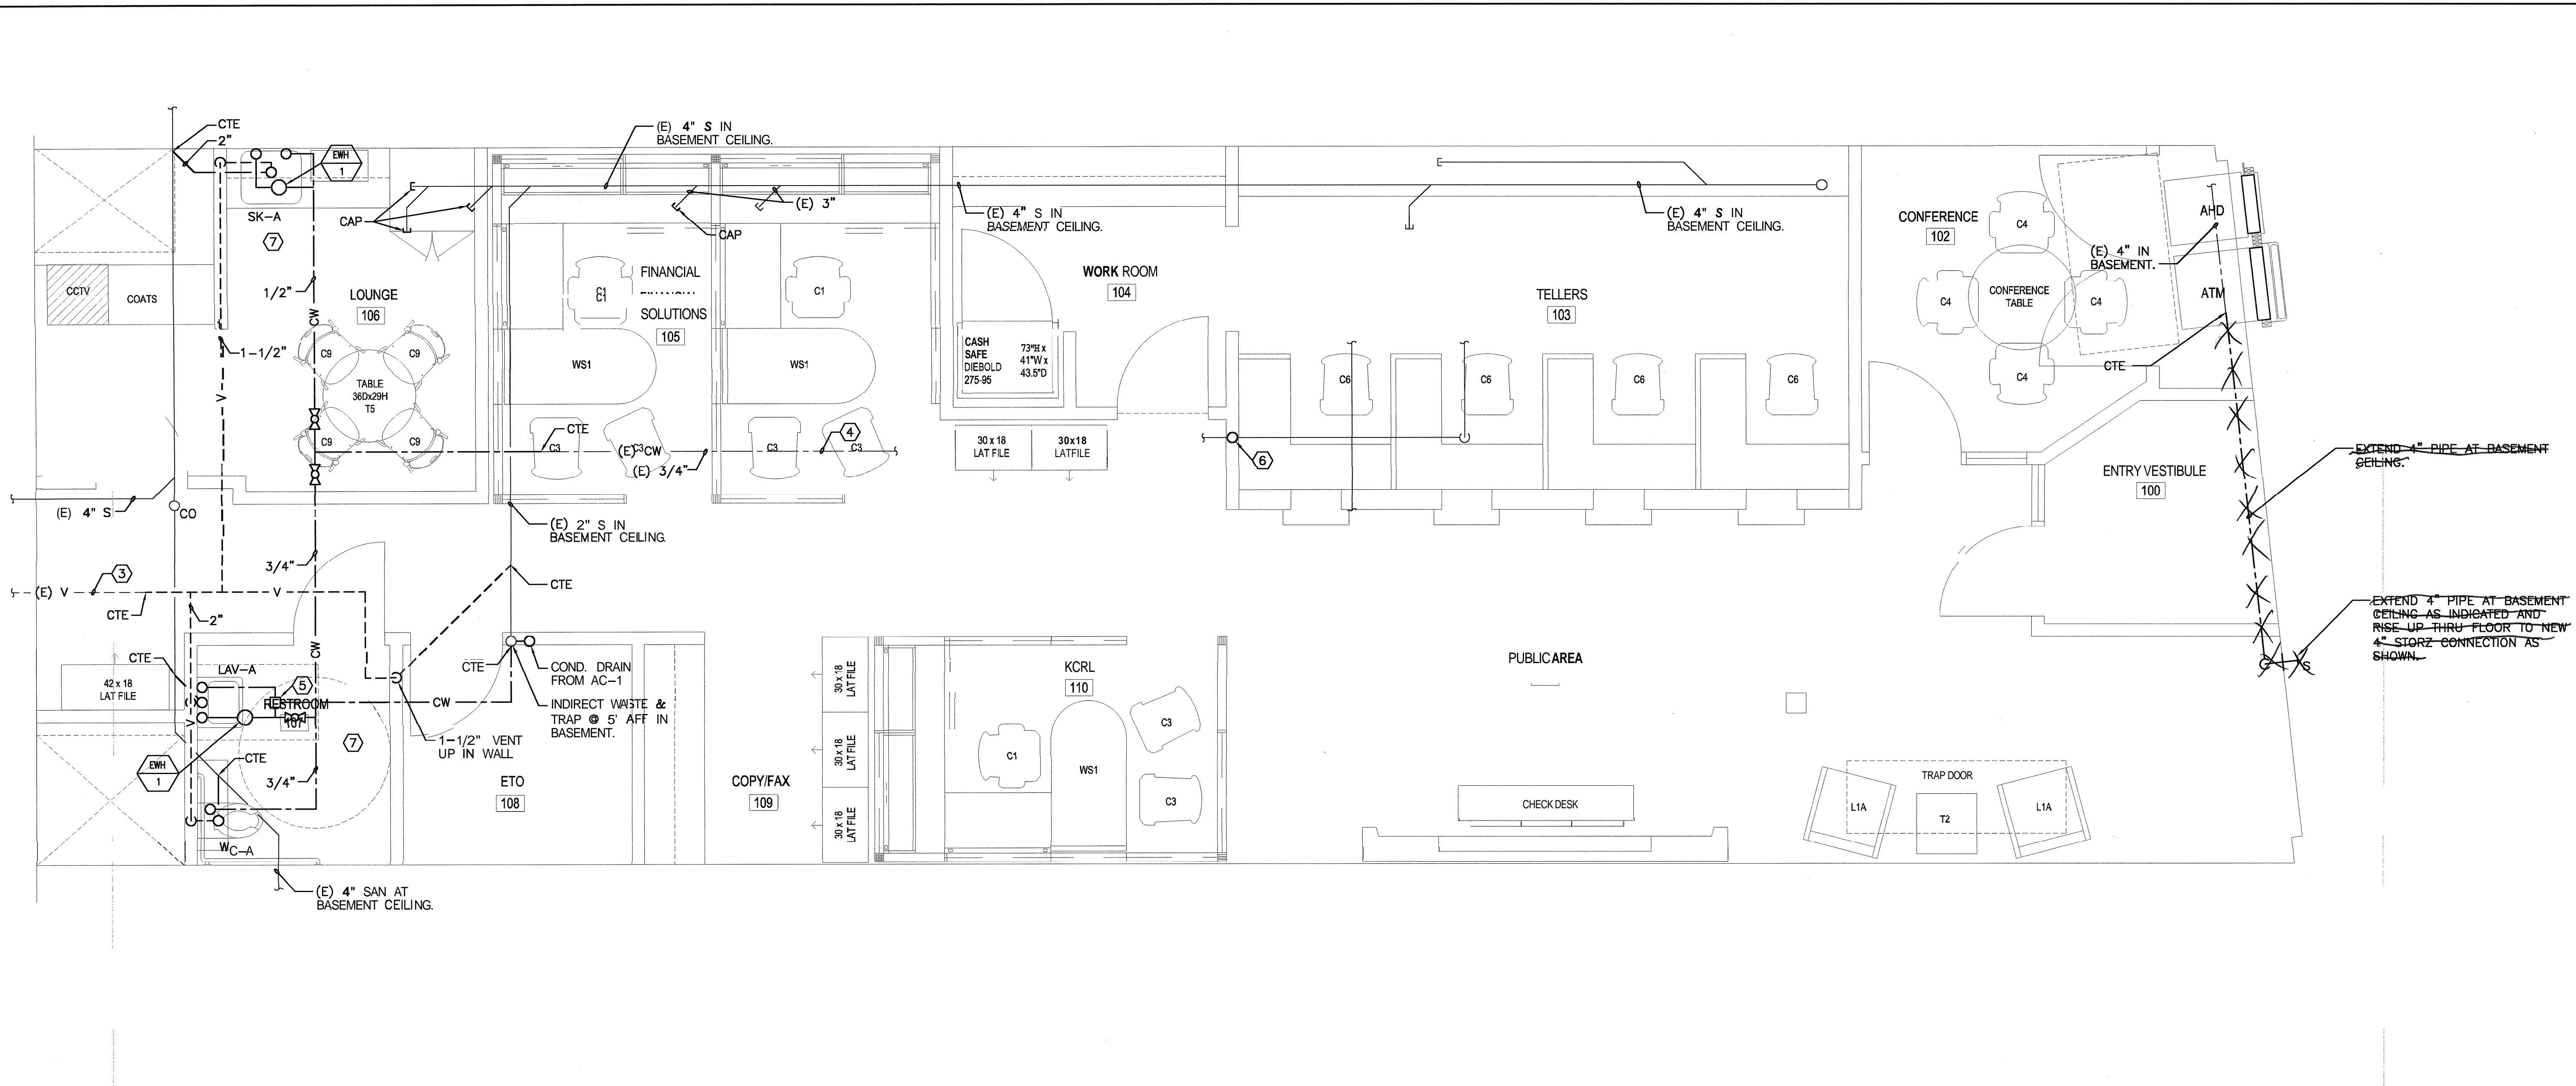 CTE
2"
EWH
1
SK-A
7
CAP
(E) 4" S IN
BASEMENT CEILING.
(E) 3"
CAP
(E) 4" S IN
BASEMENT CEILING.
(E) 4" S IN
BASEMENT CEILING.
CONFERENCE
102
C4
C4
C4
C4
CONFERENCE
TABLE
AHD
(E) 4" IN
BASEMENT.
ATM
CTE
CCTV
COATS
1/2"
CW
LOUNGE
106
1-1/2"
V
C9
C9
C9
C9
TABLE
36Dx29H
T5
FINANCIAL
SOLUTIONS
105
C1
C1
C1
WS1
WS1
C3
C3
C3
C3
CTE
(E) CW
(E) 3/4"
4
WORK ROOM
104
CASH
SAFE
DIEBOLD
275-95
73"H x
41"W x
43.5"D
30 x 18
LAT FILE
30x18
LATFILE
TELLERS
103
C6
C6
C6
C6
6
ENTRY VESTIBULE
100
EXTEND 4" PIPE AT BASEMENT
CEILING.
EXTEND 4" PIPE AT BASEMENT
CEILING AS INDICATED AND
RISE UP THRU FLOOR TO NEW
4" STORZ CONNECTION AS
SHOWN.
S
(E) 4" S
CO
(E) 2" S IN
BASEMENT CEILING.
3/4"
3
(E) V
V
CTE
CTE
2"
CW
CTE
LAV-A
42 x 18
LAT FILE
5
RESTROOM
107
V
7
EWH
1
CTE
3/4"
WC-A
(E) 4" SAN AT
BASEMENT CEILING.
CW
CTE
COND. DRAIN
FROM AC-1
INDIRECT WASTE &
TRAP @ 5' AFF IN
BASEMENT.
1-1/2" VENT
UP IN WALL
ETO
108
COPY/FAX
109
30 x 18
LAT FILE
30 x 18
LAT FILE
30 x 18
LAT FILE
KCRL
110
C1
WS1
C3
C3
PUBLIC AREA
CHECK DESK
TRAP DOOR
L1A
T2
L1A